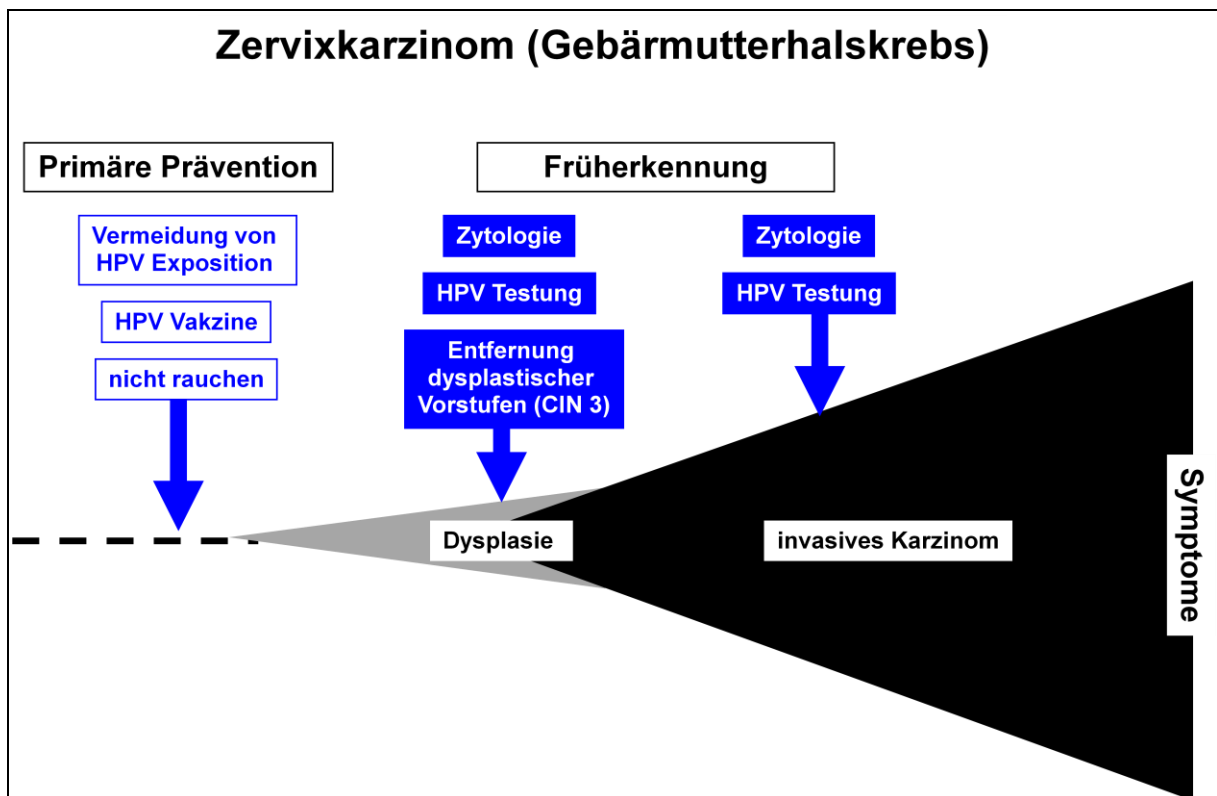 Zervixkarzinom (Gebärmutterhalskrebs)
Primäre Prävention
Vermeidung von
HPV Exposition
HPV Vakzine
nicht rauchen
Früherkennung
Zytologie
HPV Testung
Entfernung
dysplastischer
Vorstufen (CIN 3)
Zytologie
HPV Testung
Dysplasie
invasives Karzinom
Symptome